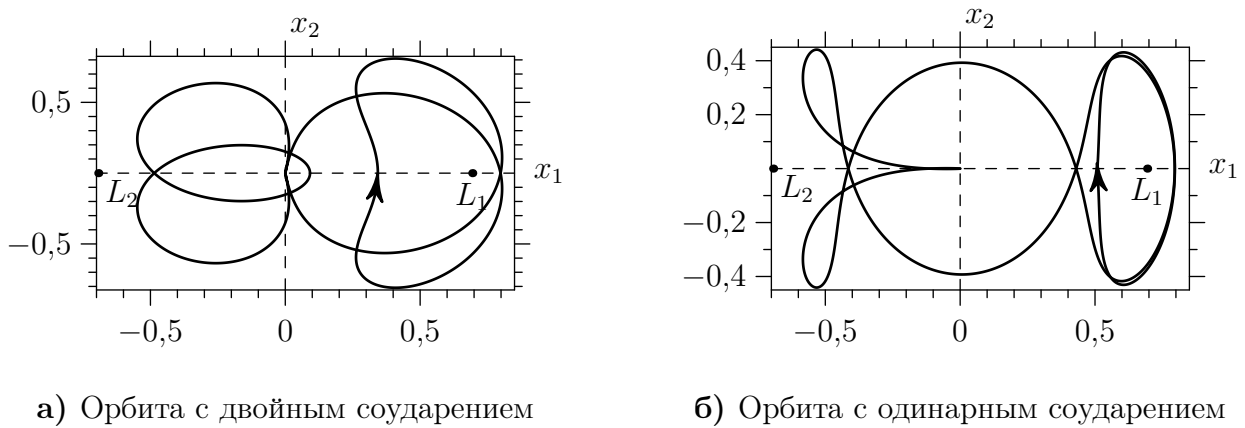 x₂
0,5
−0,5
−0,5 0 0,5
x₁
L₂ L₁
а) Орбита с двойным соударением
x₂
0,4
0,2
−0,2
−0,4
−0,5 0 0,5
x₁
L₂ L₁
б) Орбита с одинарным соударением